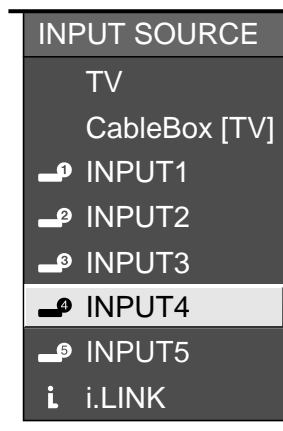 INPUT SOURCE
TV
CableBox [TV]
1 INPUT1
2 INPUT2
3 INPUT3
4 INPUT4
5 INPUT5
i i.LINK